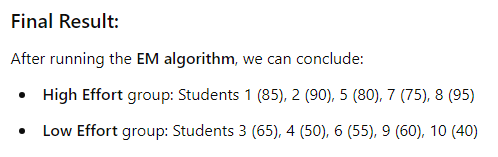 Final Result:
After running the EM algorithm, we can conclude:
• High Effort group: Students 1 (85), 2 (90), 5 (80), 7 (75), 8 (95)
• Low Effort group: Students 3 (65), 4 (50), 6 (55), 9 (60), 10 (40)